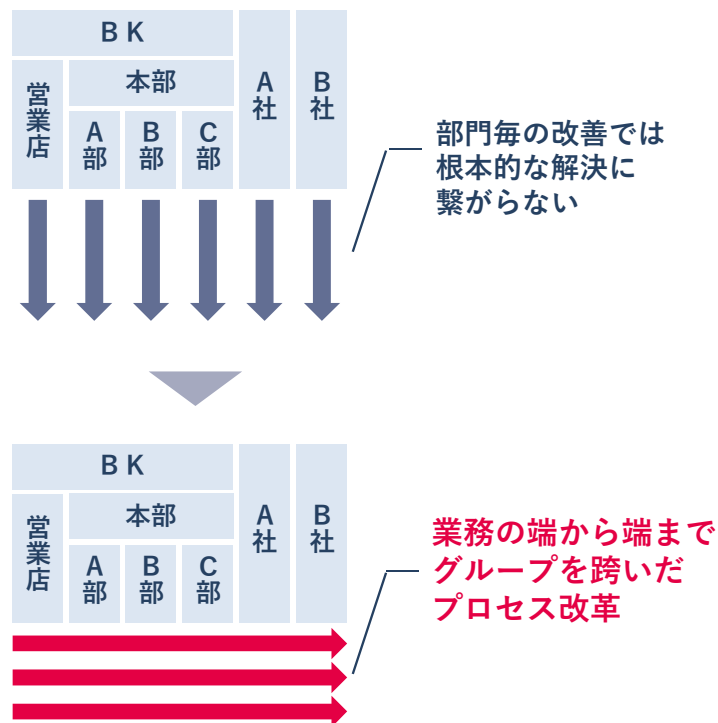 BK
本部
営業店
A部
B部
C部
A社
B社
部門毎の改善では
根本的な解決に
繋がらない
BK
本部
営業店
A部
B部
C部
A社
B社
業務の端から端まで
グループを跨いだ
プロセス改革